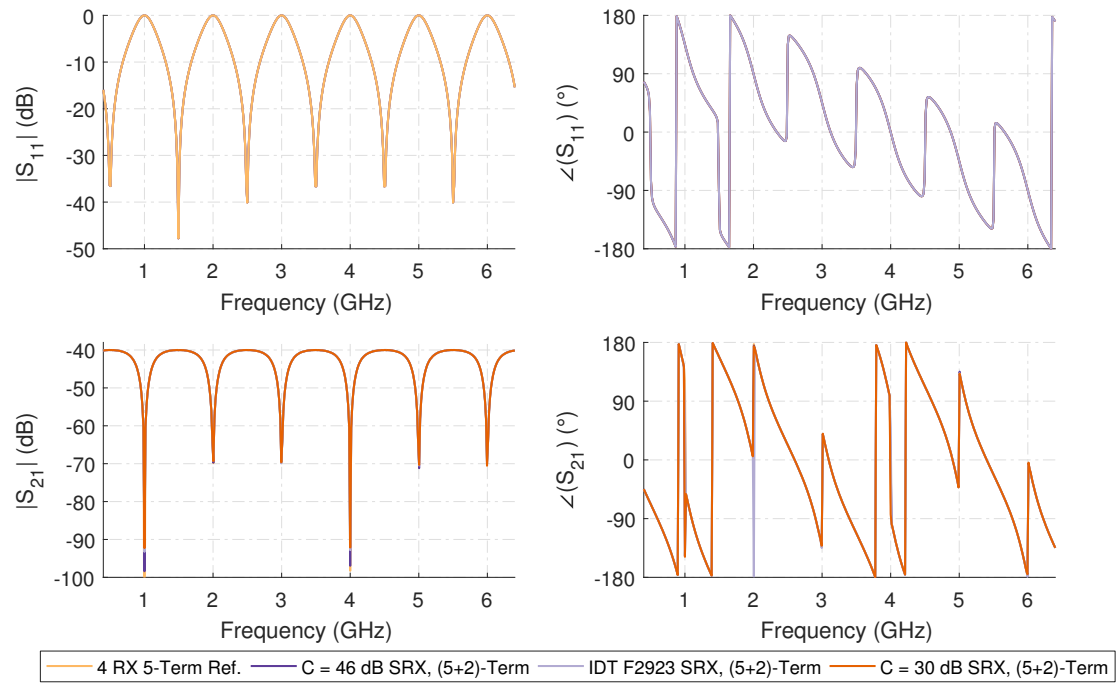 |S11| (dB)
0
-10
-20
-30
-40
-50
1 2 3 4 5 6
Frequency (GHz)
∠(S11) (°)
180
90
0
-90
-180
1 2 3 4 5 6
Frequency (GHz)
|S21| (dB)
-40
-50
-60
-70
-80
-90
-100
1 2 3 4 5 6
Frequency (GHz)
∠(S21) (°)
180
90
0
-90
-180
1 2 3 4 5 6
Frequency (GHz)
4 RX 5-Term Ref. C = 46 dB SRX, (5+2)-Term IDT F2923 SRX, (5+2)-Term C = 30 dB SRX, (5+2)-Term